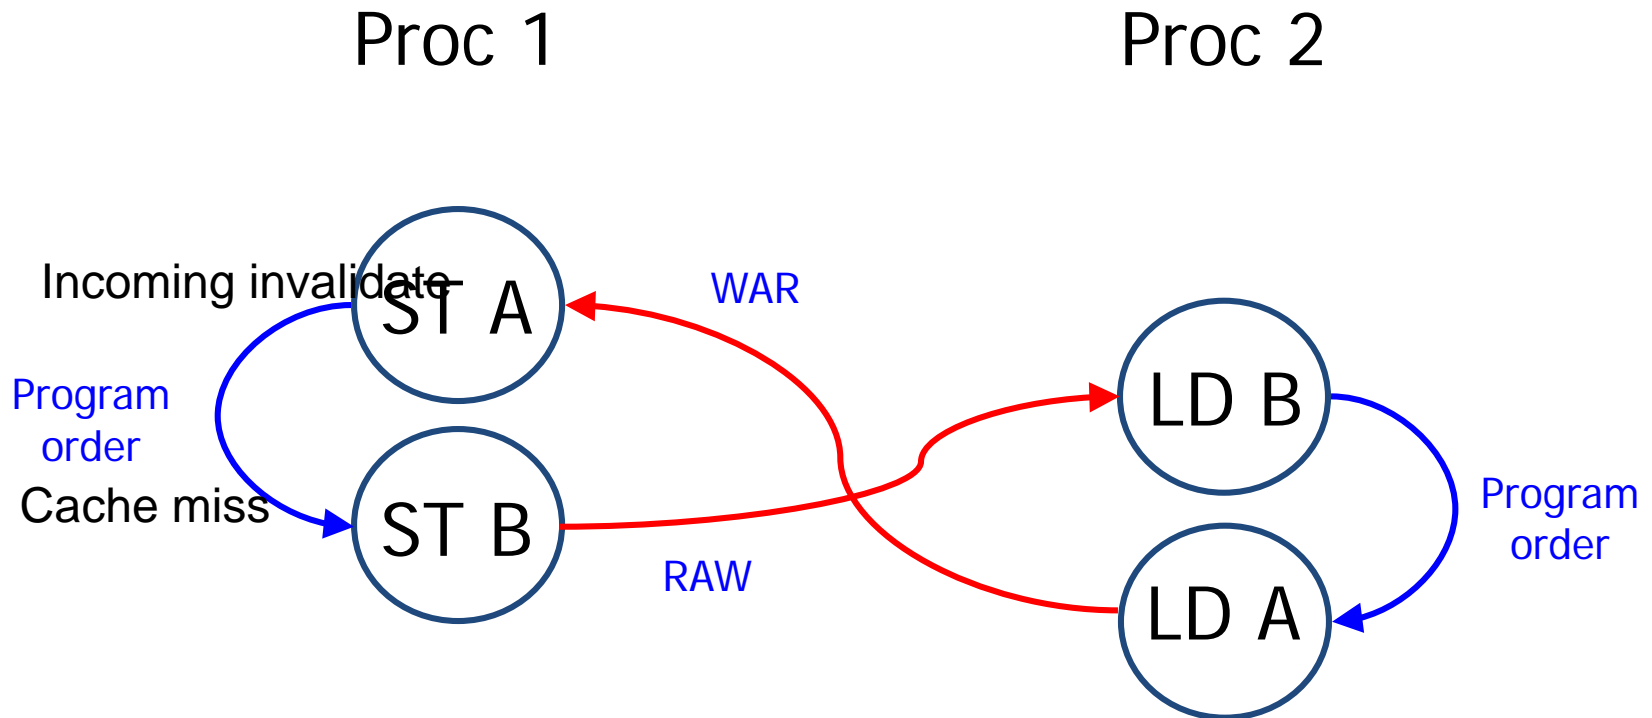 Proc 1
Proc 2
Incoming invalidate
ST A
WAR
LD B
Program
order
Cache miss
ST B
RAW
Program
order
LD A